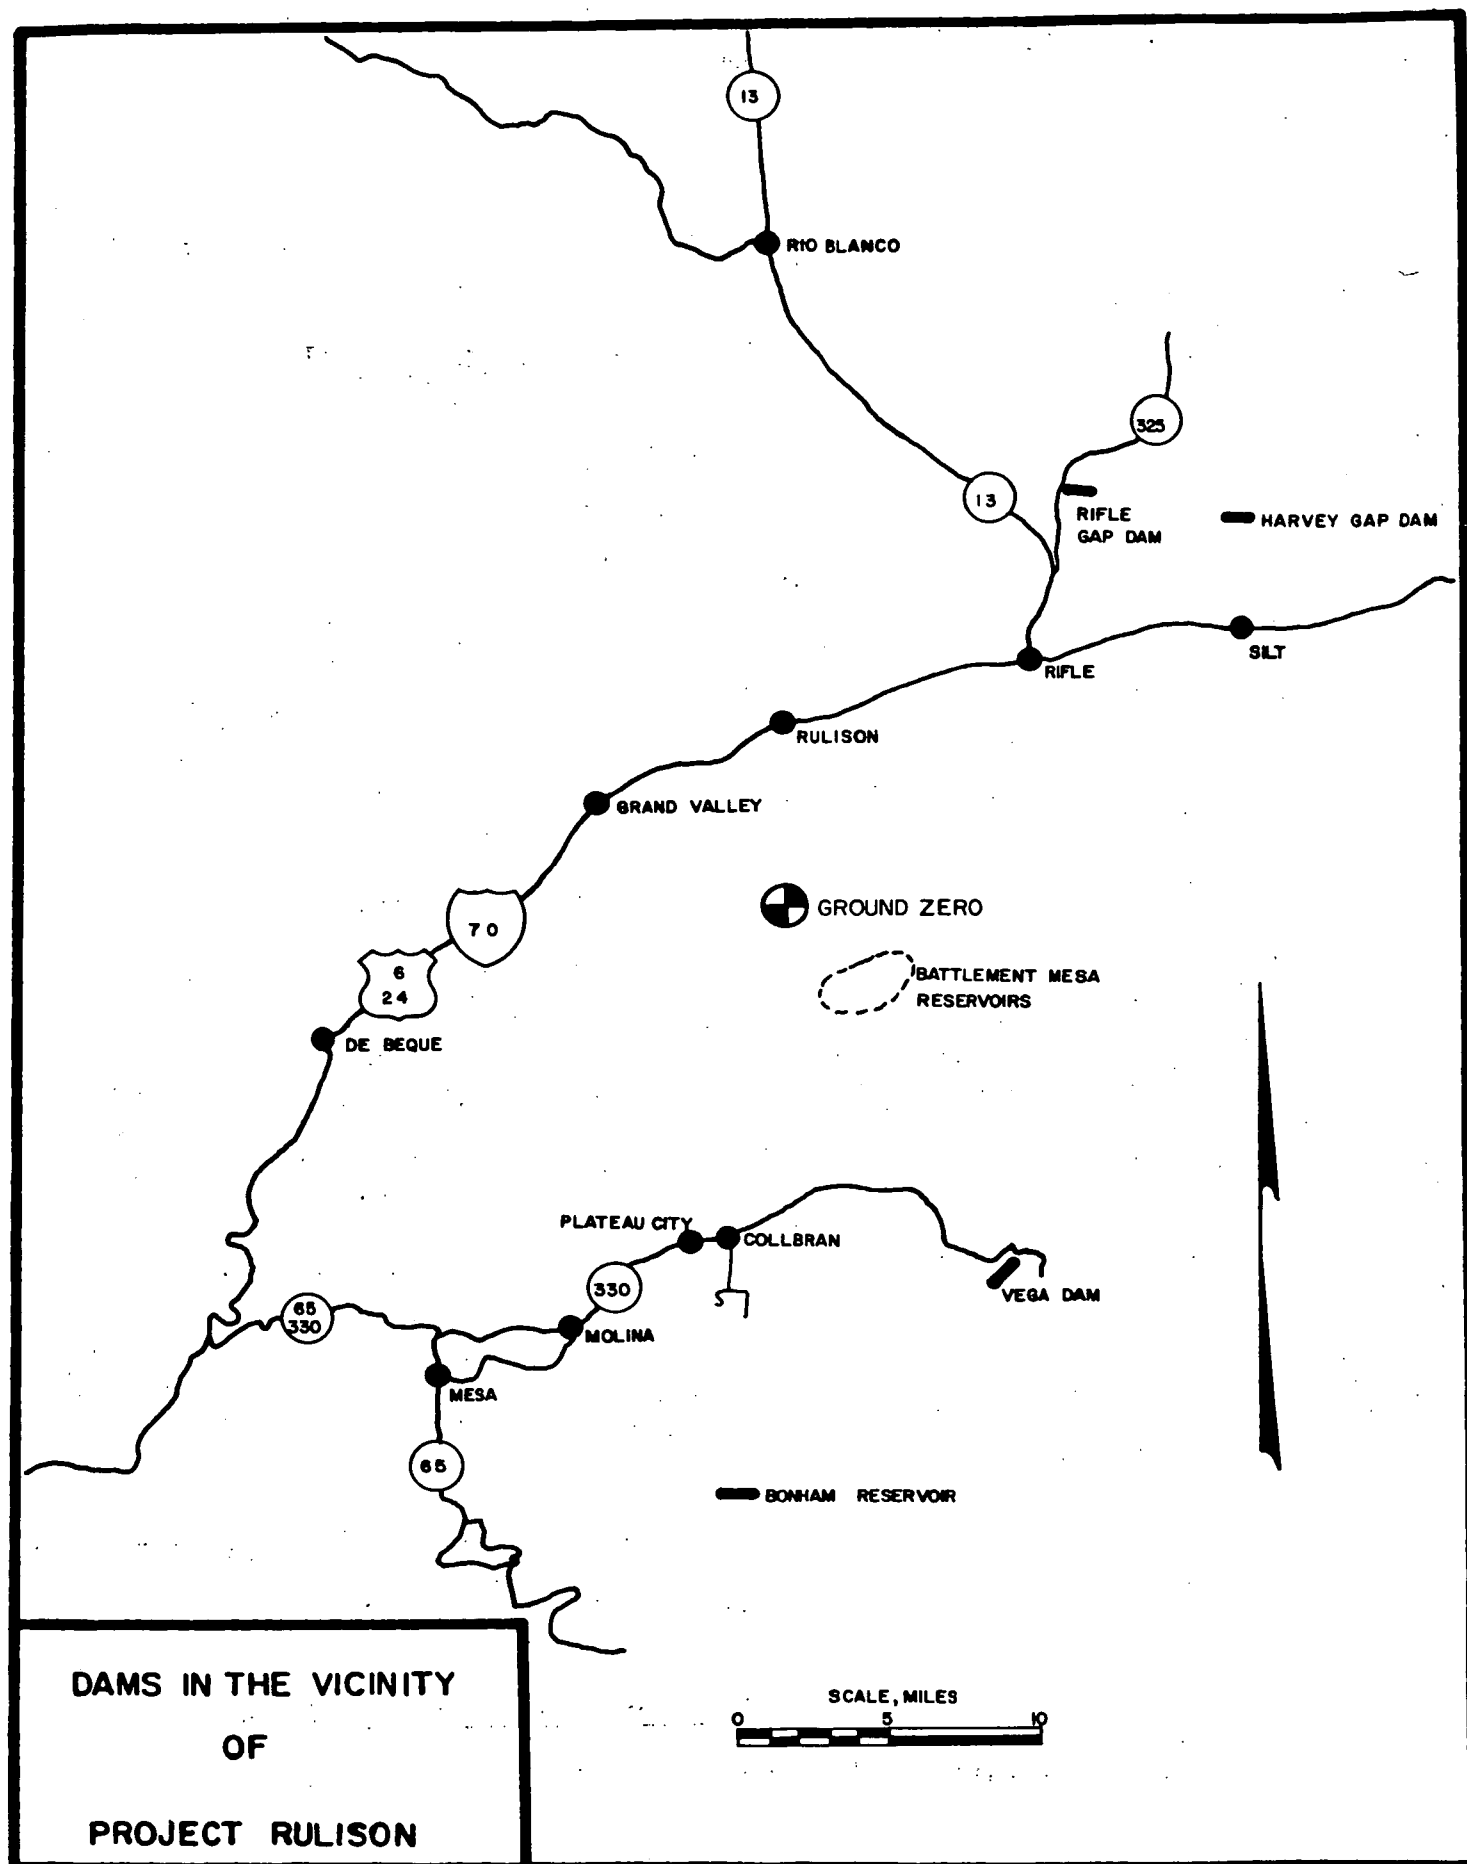 13
RIO BLANCO
325
13
RIFLE
GAP DAM
HARVEY GAP DAM
SILT
RIFLE
RULISON
GRAND VALLEY
GROUND ZERO
70
6
24
BATTLEMENT MESA
RESERVOIRS
DE BEQUE
PLATEAU CITY
COLLBRAN
330
VEGA DAM
65
330
MOLINA
MESA
65
BONHAM RESERVOIR
DAMS IN THE VICINITY
OF
PROJECT RULISON
SCALE, MILES
0 5 10